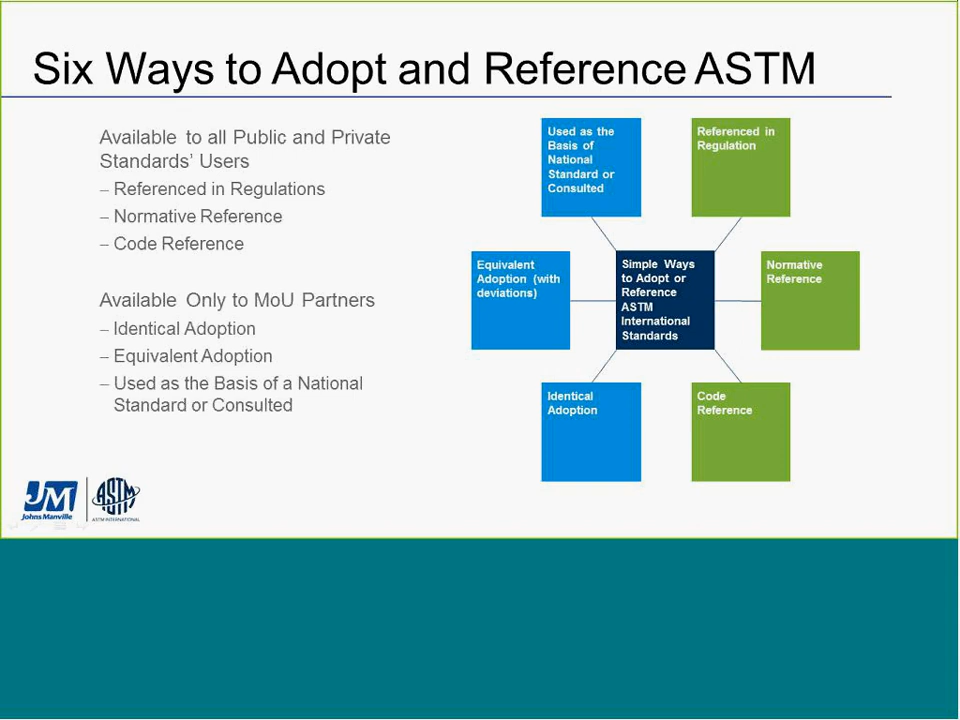 Six Ways to Adopt and Reference ASTM
Available to all Public and Private
Standards' Users
– Referenced in Regulations
– Normative Reference
– Code Reference
Available Only to MoU Partners
– Identical Adoption
– Equivalent Adoption
– Used as the Basis of a National
Standard or Consulted
Used as the
Basis of
National
Standard or
Consulted
Referenced in
Regulation
Equivalent
Adoption (with
deviations)
Simple Ways
to Adopt or
Reference
ASTM
International
Standards
Normative
Reference
Identical
Adoption
Code
Reference
JM
Johns Manville
ASTM
ASTM INTERNATIONAL